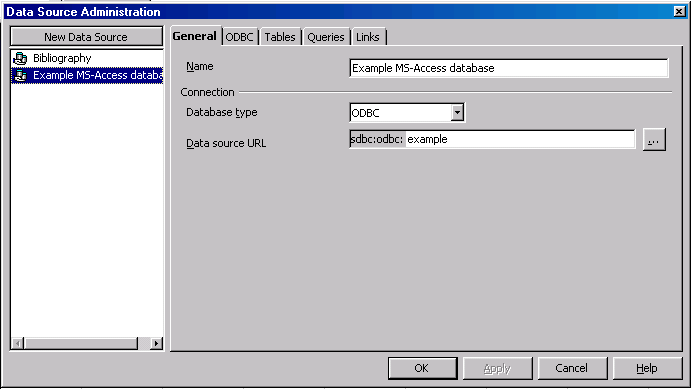 Data Source Administration
New Data Source
Bibliography
Example MS-Access databa
General ODBC Tables Queries Links
Name Example MS-Access database
Connection
Database type ODBC
Data source URL sdbc:odbc: example ...
OK Apply Cancel Help